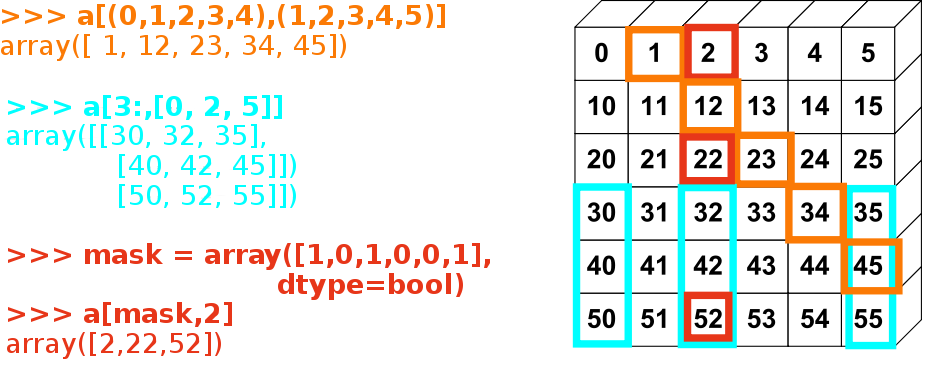 >>> a[(0,1,2,3,4),(1,2,3,4,5)]
array([ 1, 12, 23, 34, 45])
>>> a[3:,[0, 2, 5]]
array([[30, 32, 35],
[40, 42, 45]])
[50, 52, 55]])
>>> mask = array([1,0,1,0,0,1],
dtype=bool)
>>> a[mask,2]
array([2,22,52])
0 1 2 3 4 5
10 11 12 13 14 15
20 21 22 23 24 25
30 31 32 33 34 35
40 41 42 43 44 45
50 51 52 53 54 55